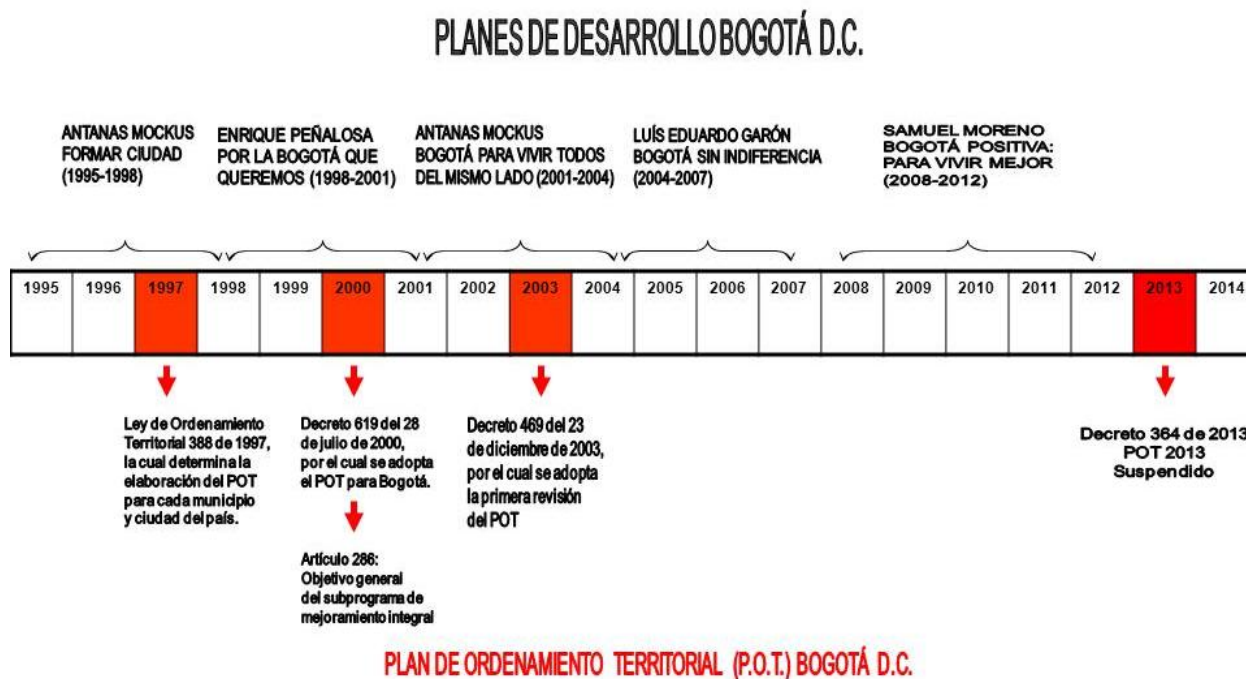 PLANES DE DESARROLLO BOGOTÁ D.C.
ANTANAS MOCKUS
FORMAR CIUDAD
(1995-1998)
ENRIQUE PEÑALOSA
POR LA BOGOTÁ QUE
QUEREMOS (1998-2001)
ANTANAS MOCKUS
BOGOTÁ PARA VIVIR TODOS
DEL MISMO LADO (2001-2004)
LUÍS EDUARDO GARÓN
BOGOTÁ SIN INDIFERENCIA
(2004-2007)
SAMUEL MORENO
BOGOTÁ POSITIVA:
PARA VIVIR MEJOR
(2008-2012)
1995 1996 1997 1998 1999 2000 2001 2002 2003 2004 2005 2006 2007 2008 2009 2010 2011 2012 2013 2014
Ley de Ordenamiento
Territorial 388 de 1997,
la cual determina la
elaboración del POT
para cada municipio
y ciudad del país.
Decreto 619 del 28
de julio de 2000,
por el cual se adopta
el POT para Bogotá.
Artículo 286:
Objetivo general
del subprograma de
mejoramiento integral
Decreto 469 del 23
de diciembre de 2003,
por el cual se adopta
la primera revisión
del POT
Decreto 364 de 2013
POT 2013
Suspendido
PLAN DE ORDENAMIENTO TERRITORIAL (P.O.T.) BOGOTÁ D.C.